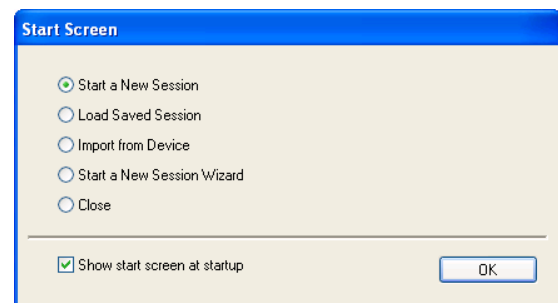 Start Screen
Start a New Session
Load Saved Session
Import from Device
Start a New Session Wizard
Close
Show start screen at startup
OK